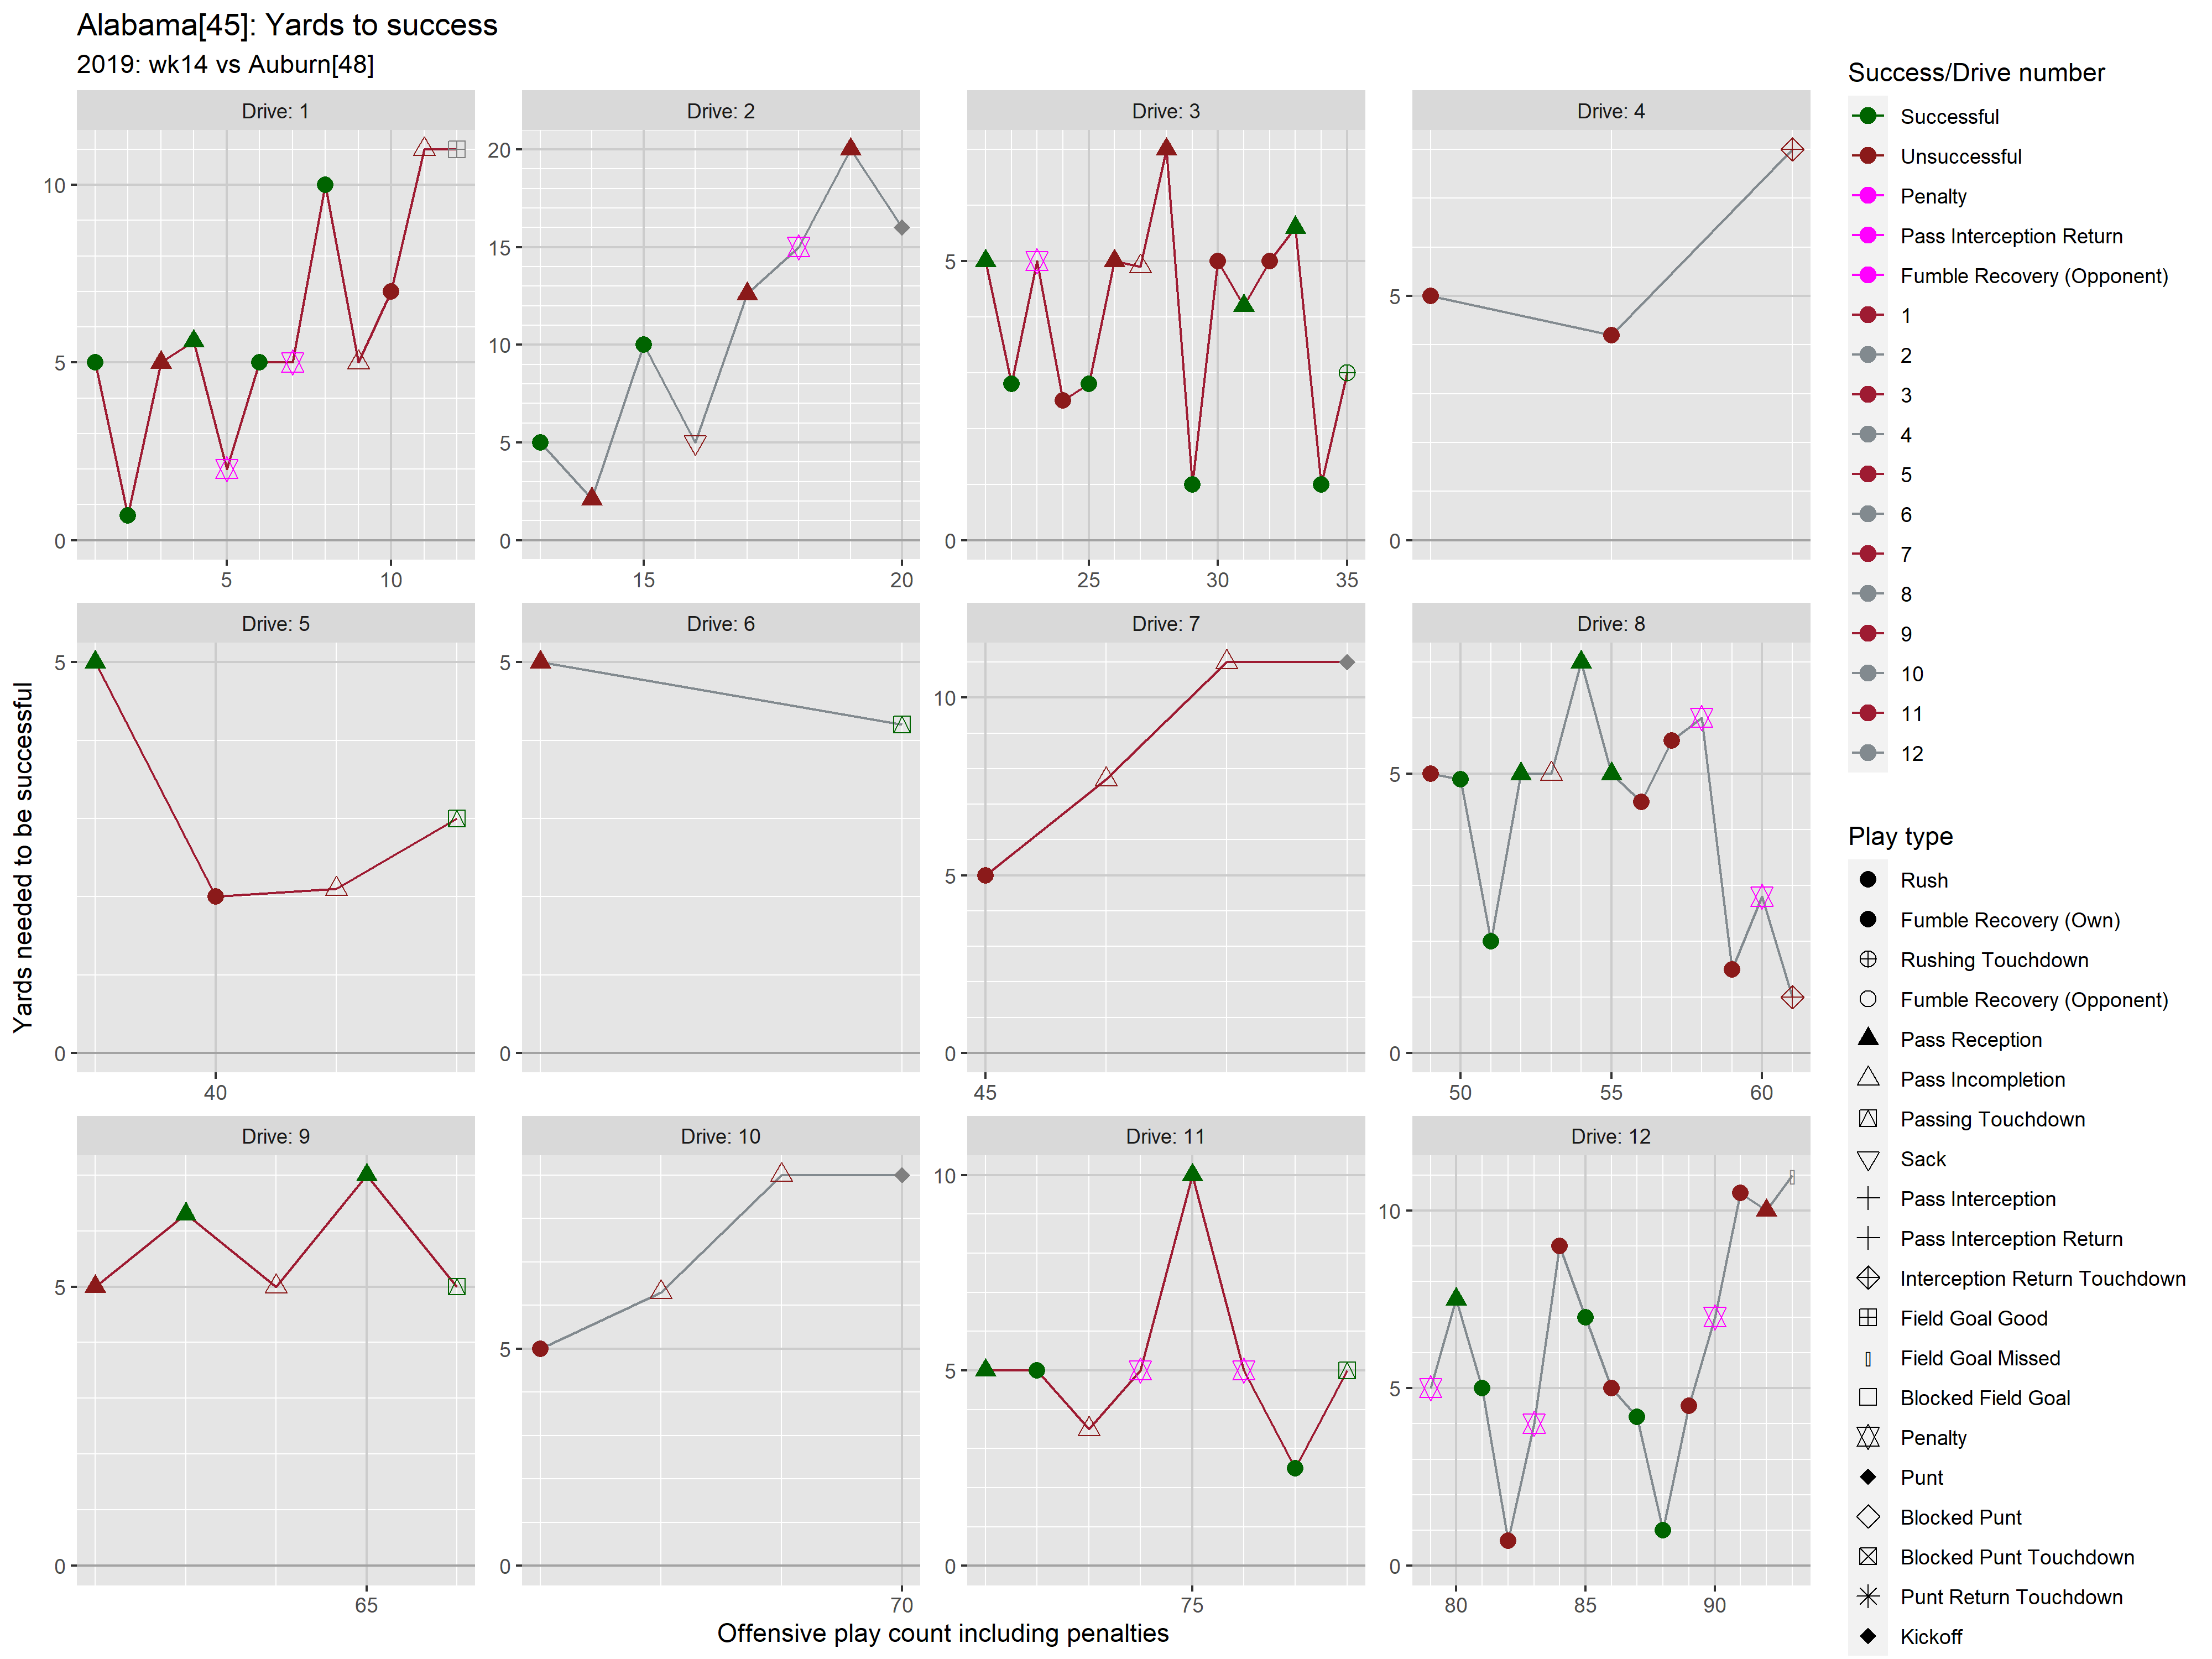 Alabama[45]: Yards to success
2019: wk14 vs Auburn[48]
Drive: 1
Drive: 2
Drive: 3
Drive: 4
10
5
0
5
10
20
15
10
5
0
15
20
5
0
25
30
35
5
0
Drive: 5
Drive: 6
Drive: 7
Drive: 8
5
0
40
5
0
10
5
0
45
5
0
50
55
60
Drive: 9
Drive: 10
Drive: 11
Drive: 12
5
0
65
5
0
70
10
5
0
75
10
5
0
80
85
90
Yards needed to be successful
Offensive play count including penalties
Success/Drive number
Successful
Unsuccessful
Penalty
Pass Interception Return
Fumble Recovery (Opponent)
1
2
3
4
5
6
7
8
9
10
11
12
Play type
Rush
Fumble Recovery (Own)
Rushing Touchdown
Fumble Recovery (Opponent)
Pass Reception
Pass Incompletion
Passing Touchdown
Sack
Pass Interception
Pass Interception Return
Interception Return Touchdown
Field Goal Good
Field Goal Missed
Blocked Field Goal
Penalty
Punt
Blocked Punt
Blocked Punt Touchdown
Punt Return Touchdown
Kickoff